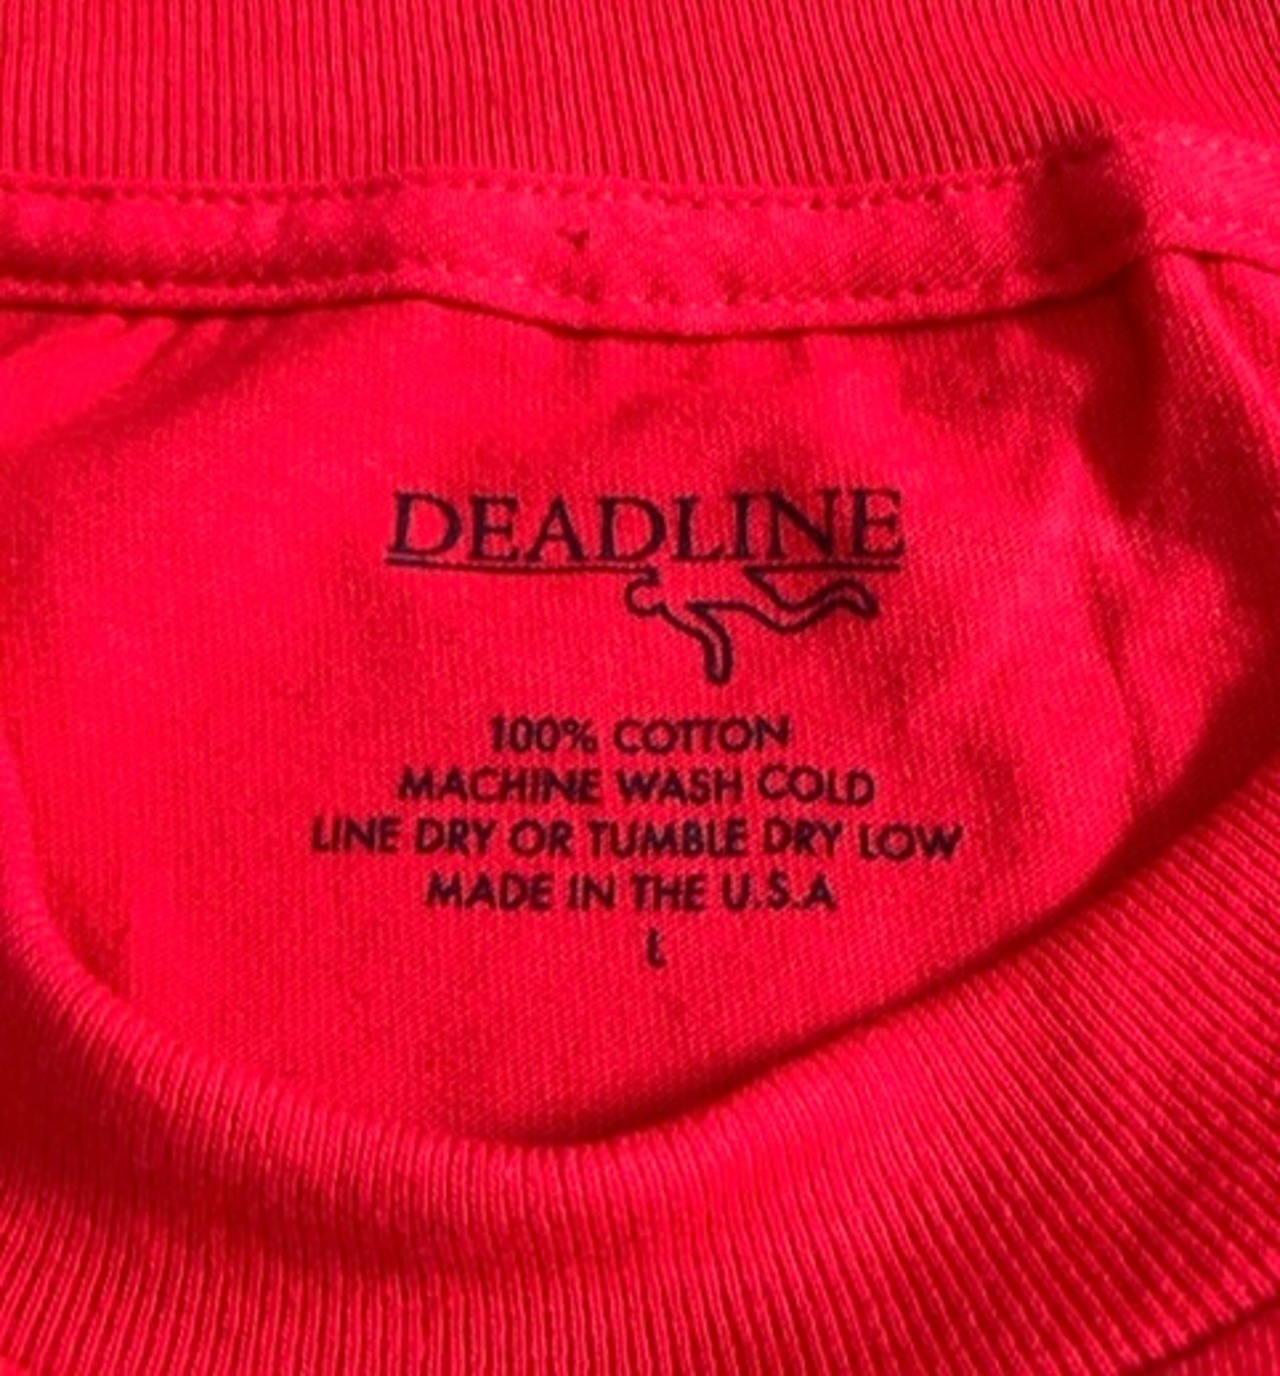 DEADLINE
100% COTTON
MACHINE WASH COLD
LINE DRY OR TUMBLE DRY LOW
MADE IN THE U.S.A
L